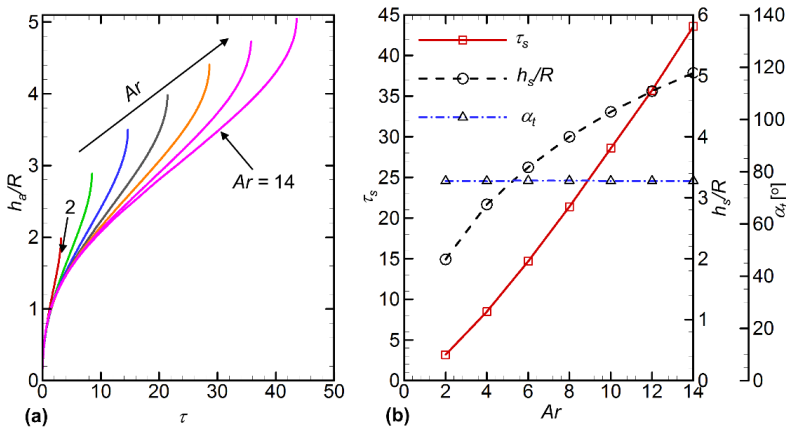 5
4
3
2
1
0
h_a/R
0 10 20 30 40 50
τ
Ar
Ar = 14
2
(a)
45
40
35
30
25
20
15
10
5
0
τ_s
τ_s
h_s/R
α_t
0 2 4 6 8 10 12 14
Ar
(b)
6
5
4
3
2
1
0
h_s/R
140
120
100
80
60
40
20
0
α_t [º]